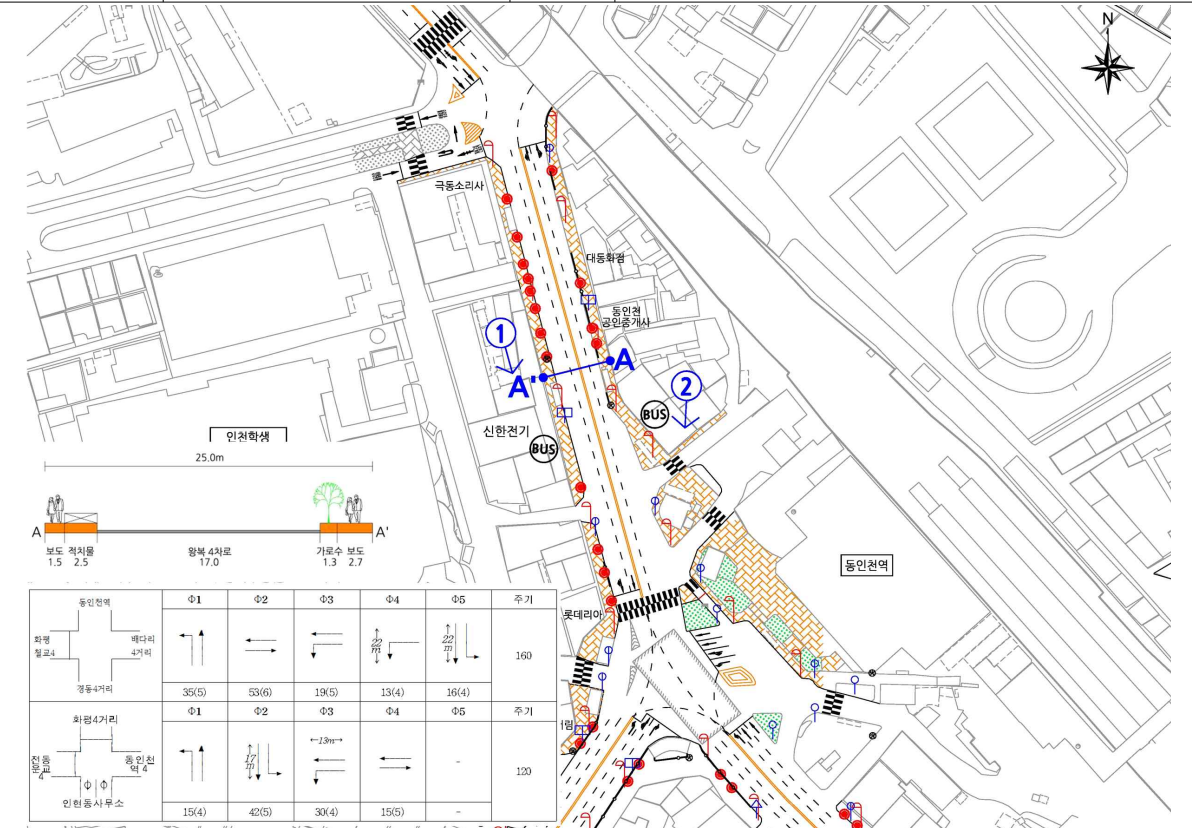 N
극동소리사
대동화점
동인천
공인중개사
1
A'
A
2
BUS
신한전기
BUS
인천학생
25.0m
A
A'
보도 적치물 왕복 4차로 가로수 보도
1.5 2.5 17.0 1.3 2.7
동인천역
롯데리아
Φ1 Φ2 Φ3 Φ4 Φ5 주기
동인천역
화평
철교4
배다리
4거리
경동4거리
22
m
22
m
160
35(5) 53(6) 19(5) 13(4) 16(4)
Φ1 Φ2 Φ3 Φ4 Φ5 주기
화평4거리
전동
운교
4
동인천
역 4
인현동사무소
17
m
←13m→
-
120
15(4) 42(5) 30(4) 15(5) -